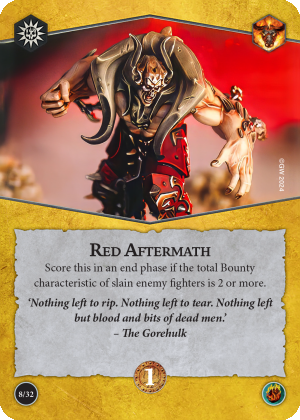 ©GW 2024
RED AFTERMATH
Score this in an end phase if the total Bounty
characteristic of slain enemy fighters is 2 or more.
‘Nothing left to rip. Nothing left to tear. Nothing left
but blood and bits of dead men.’
– The Gorehulk
8/32
1